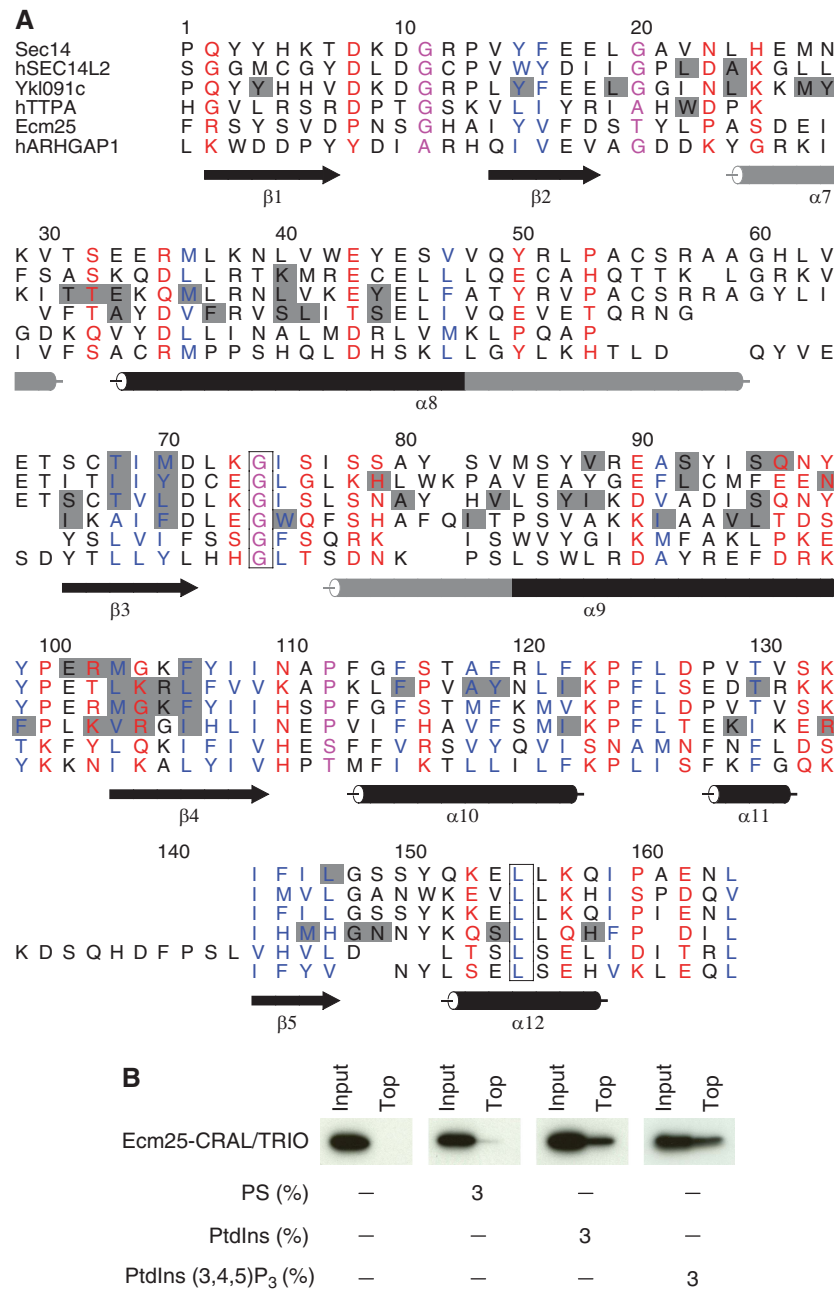 A
1 10 20
Sec14 P Q Y Y H K T D K D G R P V Y F E E L G A V N L H E M N
hSEC14L2 S G G M C G Y D L D G C P V W Y D I I G P L D A K G L L
Ykl091c P Q Y Y H H V D K D G R P L Y F E E L G G I N L K K M Y
hTTPA H G V L R S R D P T G S K V L I Y R I A H W D P K
Ecm25 F R S Y S V D P N S G H A I Y V F D S T Y L P A S D E I
hARHGAP1 L K W D D P Y Y D I A R H Q I V E V A G D D K Y G R K I
β1 β2 α7
30 40 50 60
K V T S E E R M L K N L V W E Y E S V V Q Y R L P A C S R A A G H L V
F S A S K Q D L L R T K M R E C E L L L Q E C A H Q T T K L G R K V
K I T T E K Q M L R N L V K E Y E L F A T Y R V P A C S R R A G Y L I
V F T A Y D V F R V S L I T S E L I V Q E V E T Q R N G
G D K Q V Y D L L I N A L M D R L V M K L P Q A P
I V F S A C R M P P S H Q L D H S K L L G Y L K H T L D Q Y V E
α8
70 80 90
E T S C T I M D L K G I S I S S A Y S V M S Y V R E A S Y I S Q N Y
E T I T I I Y D C E G L G L K H L W K P A V E A Y G E F L C M F E E N
E T S C T V L D L K G I S L S N A Y H V L S Y I K D V A D I S Q N Y
I K A I F D L E G W Q F S H A F Q I T P S V A K K I A A V L T D S
Y S L V I F S S G F S Q R K I S W V Y G I K M F A K L P K E
S D Y T L L Y L H H G L T S D N K P S L S W L R D A Y R E F D R K
β3 α9
100 110 120 130
Y P E R M G K F Y I I N A P F G F S T A F R L F K P F L D P V T V S K
Y P E T L K R L F V V K A P K L F P V A Y N L I K P F L S E D T R K K
Y P E R M G K F Y I I H S P F G F S T M F K M V K P F L D P V T V S K
F P L K V R G I H L I N E P V I F H A V F S M I K P F L T E K I K E R
T K F Y L Q K I F I V H E S F F V R S V Y Q V I S N A M N F N F L D S
Y K K N I K A L Y I V H P T M F I K T L L I L F K P L I S F K F G Q K
β4 α10 α11
140 150 160
I F I L G S S Y Q K E L L K Q I P A E N L
I M V L G A N W K E V L L K H I S P D Q V
I F I L G S S Y K K E L L K Q I P I E N L
I H M H G N N Y K Q S L L Q H F P D I L
K D S Q H D F P S L V H V L D L T S L S E L I D I T R L
I F Y V N Y L S E L S E H V K L E Q L
β5 α12
B
Input Top Input Top Input Top Input Top
Ecm25-CRAL/TRIO
PS (%) – 3 – –
PtdIns (%) – – 3 –
PtdIns (3,4,5)P3 (%) – – – 3